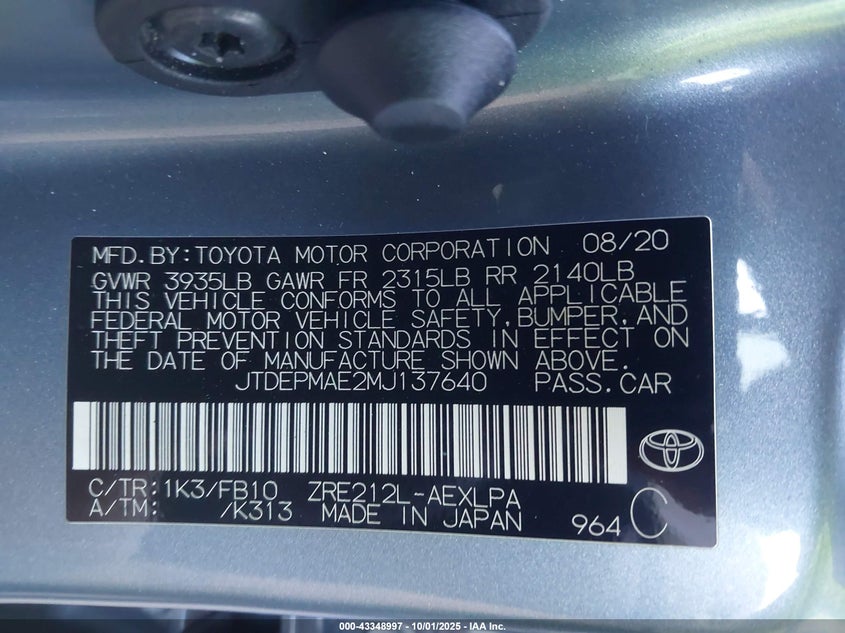 MFD.BY:TOYOTA MOTOR CORPORATION 08/20
GVWR 3935LB GAWR FR 2315LB RR 2140LB
THIS VEHICLE CONFORMS TO ALL APPLICABLE
FEDERAL MOTOR VEHICLE SAFETY,BUMPER,AND
THEFT PREVENTION STANDARDS IN EFFECT ON
THE DATE OF MANUFACTURE SHOWN ABOVE.
JTDEPMAE2MJ137640 PASS.CAR
C/TR:1K3/FB10 ZRE212L-AEXLPA
A/TM: /K313 MADE IN JAPAN 964 C
000-43348997 - 10/01/2025 - IAA Inc.